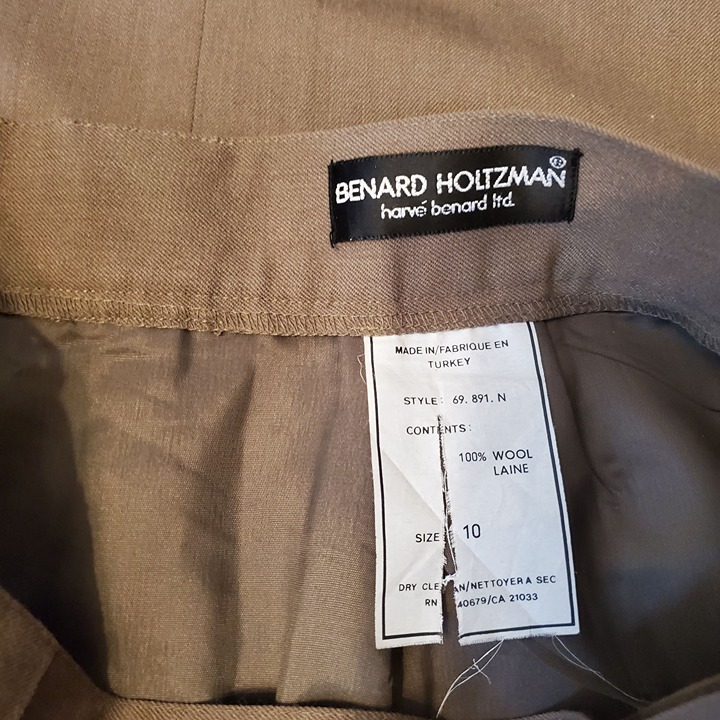 BENARD HOLTZMAN®
harvé benard ltd.
MADE IN/FABRIQUE EN
TURKEY
STYLE: 69. 891. N
CONTENTS:
100% WOOL
LAINE
SIZE: 10
DRY CLEAN/NETTOYER A SEC
RN 40679/CA 21033